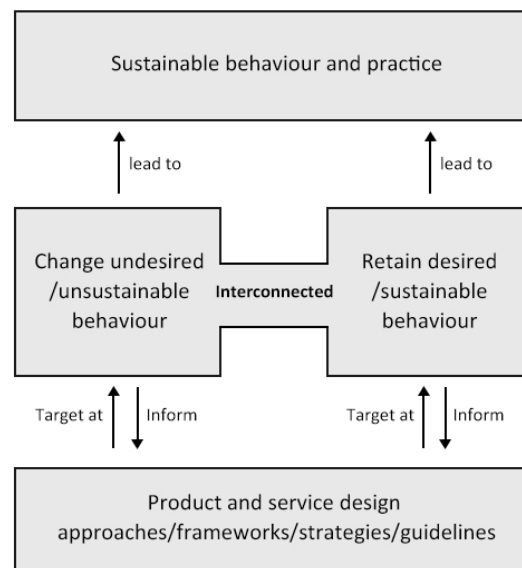 Sustainable behaviour and practice
lead to
lead to
Change undesired
/unsustainable
behaviour
Interconnected
Retain desired
/sustainable
behaviour
Target at
Inform
Target at
Inform
Product and service design
approaches/frameworks/strategies/guidelines